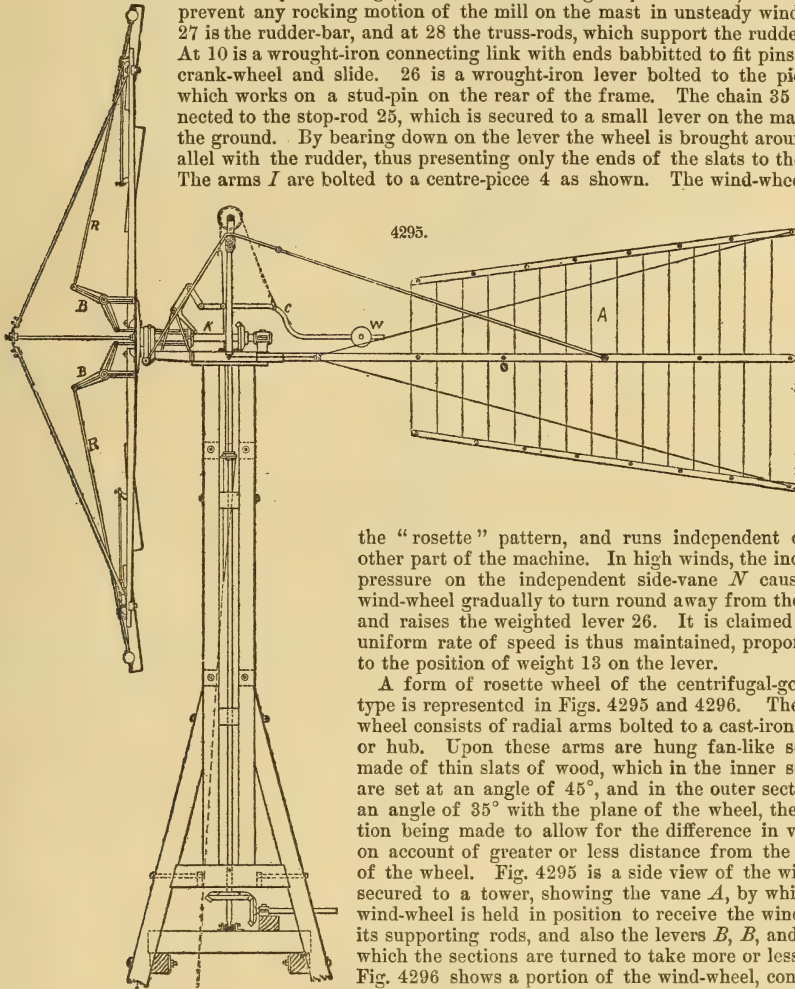 prevent any rocking motion of the mill on the mast in unsteady wind
27 is the rudder-bar, and at 28 the truss-rods, which support the rudde
At 10 is a wrought-iron connecting link with ends babbitted to fit pins
crank-wheel and slide. 26 is a wrought-iron lever bolted to the pi
which works on a stud-pin on the rear of the frame. The chain 35
nected to the stop-rod 25, which is secured to a small lever on the ma
the ground. By bearing down on the lever the wheel is brought arou
allel with the rudder, thus presenting only the ends of the slats to th
The arms I are bolted to a centre-piece 4 as shown. The wind-whe
4295.
R
B
C
K
W
A
B
R
the "rosette" pattern, and runs independent
other part of the machine. In high winds, the inc
pressure on the independent side-vane N caus
wind-wheel gradually to turn round away from the
and raises the weighted lever 26. It is claimed
uniform rate of speed is thus maintained, propor
to the position of weight 13 on the lever.
A form of rosette wheel of the centrifugal-go
type is represented in Figs. 4295 and 4296. The
wheel consists of radial arms bolted to a cast-iron
or hub. Upon these arms are hung fan-like s
made of thin slats of wood, which in the inner s
are set at an angle of 45°, and in the outer sect
an angle of 35° with the plane of the wheel, the
tion being made to allow for the difference in v
on account of greater or less distance from the
of the wheel. Fig. 4295 is a side view of the wi
secured to a tower, showing the vane A, by whi
wind-wheel is held in position to receive the wind
its supporting rods, and also the levers B, B, and
which the sections are turned to take more or less
Fig. 4296 shows a portion of the wind-wheel, con